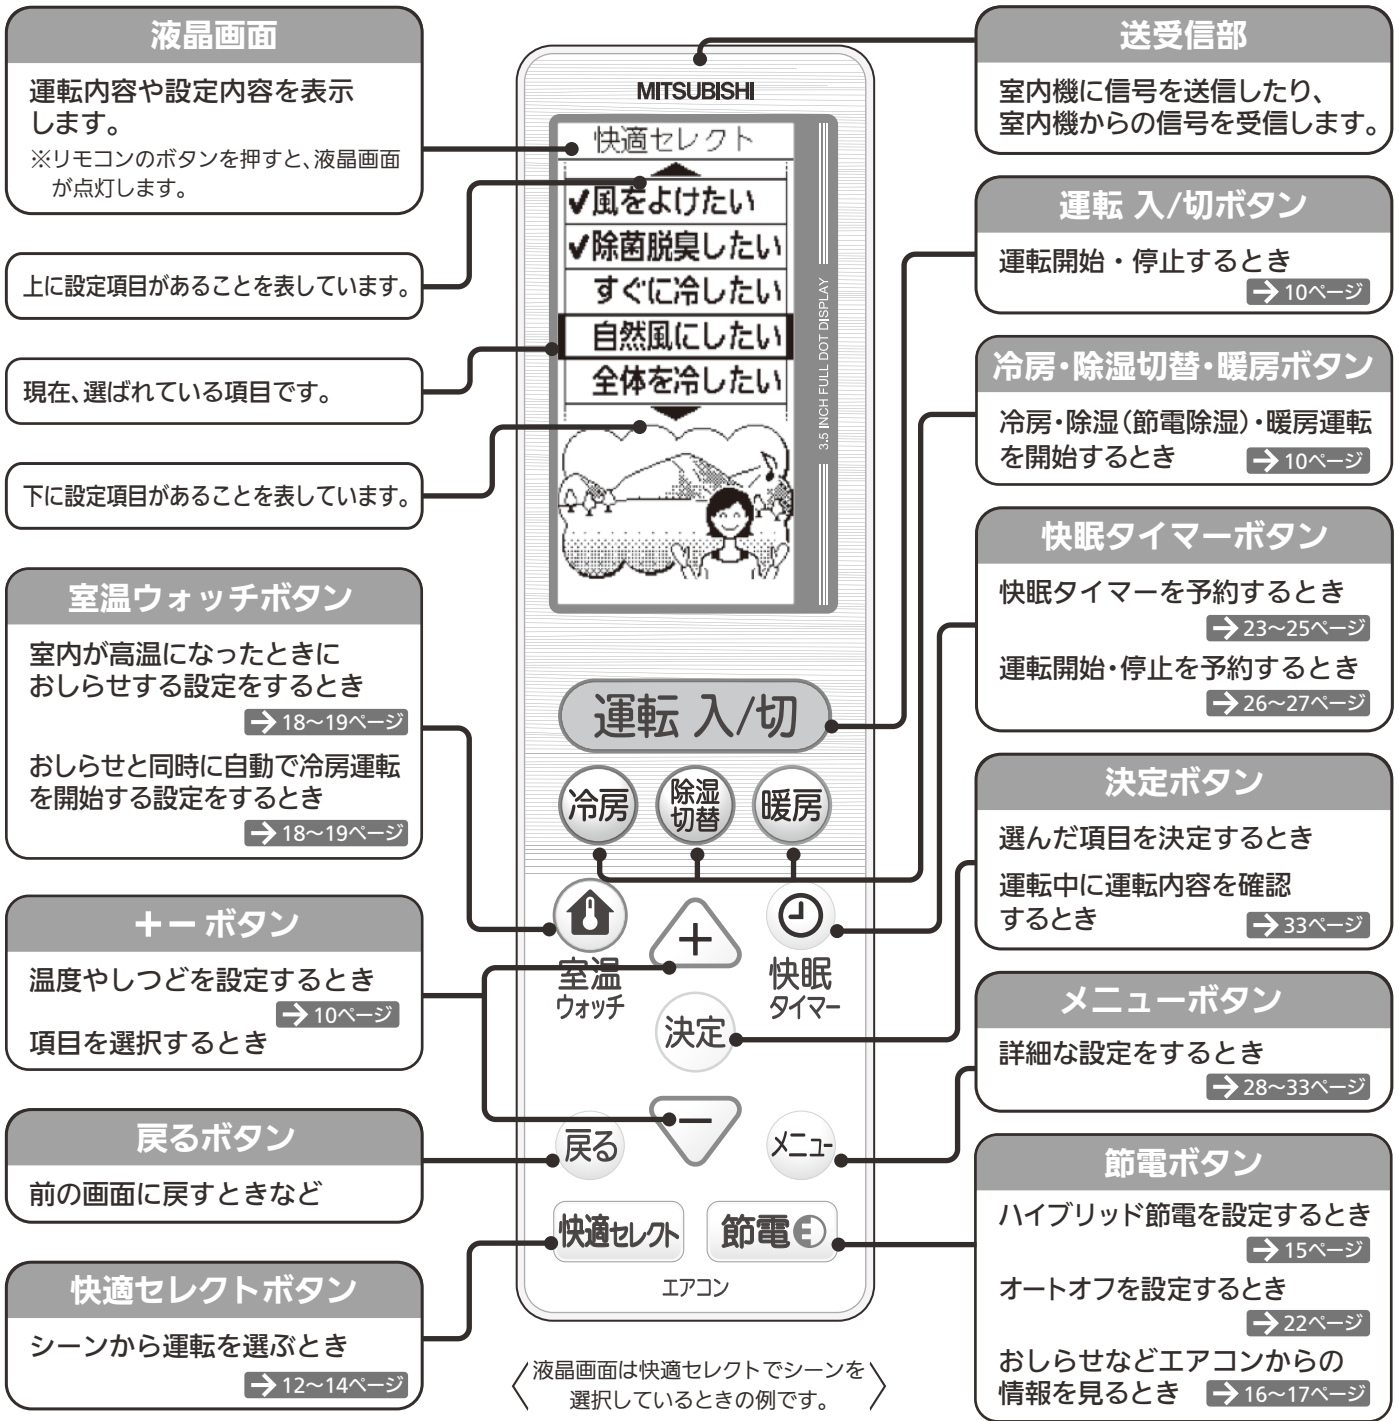 液晶画面
運転内容や設定内容を表示
します。
※リモコンのボタンを押すと、液晶画面
が点灯します。
上に設定項目があることを表しています。
現在、選ばれている項目です。
下に設定項目があることを表しています。
室温ウォッチボタン
室内が高温になったときに
おしらせする設定をするとき
→18~19ページ
おしらせと同時に自動で冷房運転
を開始する設定をするとき
→18~19ページ
+-ボタン
温度やしつどを設定するとき
→10ページ
項目を選択するとき
戻るボタン
前の画面に戻すときなど
快適セレクトボタン
シーンから運転を選ぶとき
→12~14ページ
MITSUBISHI
快適セレクト
✔風をよけたい
✔除菌脱臭したい
すぐに冷したい
自然風にしたい
全体を冷したい
3.5 INCH FULL DOT DISPLAY
運転 入/切
冷房
除湿
切替
暖房
室温
ウォッチ
+
快眠
タイマー
決定
-
戻る
メニュー
快適セレクト
節電
エアコン
〈液晶画面は快適セレクトでシーンを
選択しているときの例です。〉
送受信部
室内機に信号を送信したり、
室内機からの信号を受信します。
運転 入/切ボタン
運転開始・停止するとき
→10ページ
冷房・除湿切替・暖房ボタン
冷房・除湿(節電除湿)・暖房運転
を開始するとき →10ページ
快眠タイマーボタン
快眠タイマーを予約するとき
→23~25ページ
運転開始・停止を予約するとき
→26~27ページ
決定ボタン
選んだ項目を決定するとき
運転中に運転内容を確認
するとき →33ページ
メニューボタン
詳細な設定をするとき
→28~33ページ
節電ボタン
ハイブリッド節電を設定するとき
→15ページ
オートオフを設定するとき
→22ページ
おしらせなどエアコンからの
情報を見るとき →16~17ページ